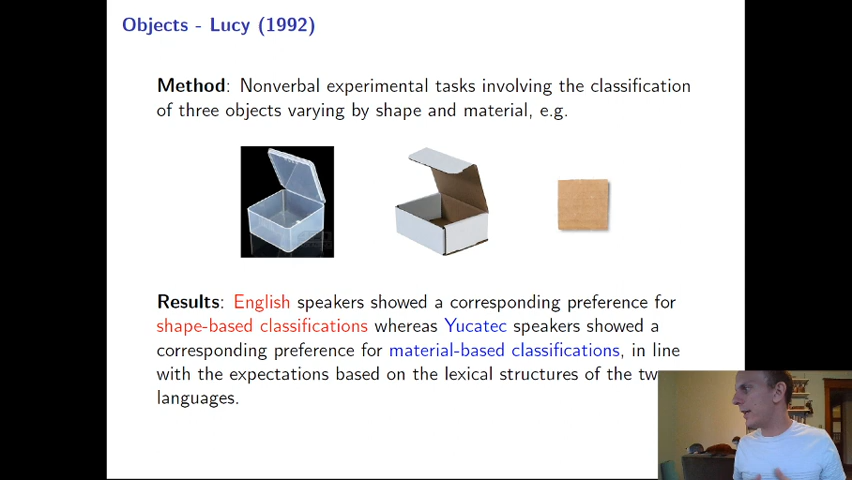 Objects - Lucy (1992)
Method: Nonverbal experimental tasks involving the classification
of three objects varying by shape and material, e.g.
Results: English speakers showed a corresponding preference for
shape-based classifications whereas Yucatec speakers showed a
corresponding preference for material-based classifications, in line
with the expectations based on the lexical structures of the
languages.